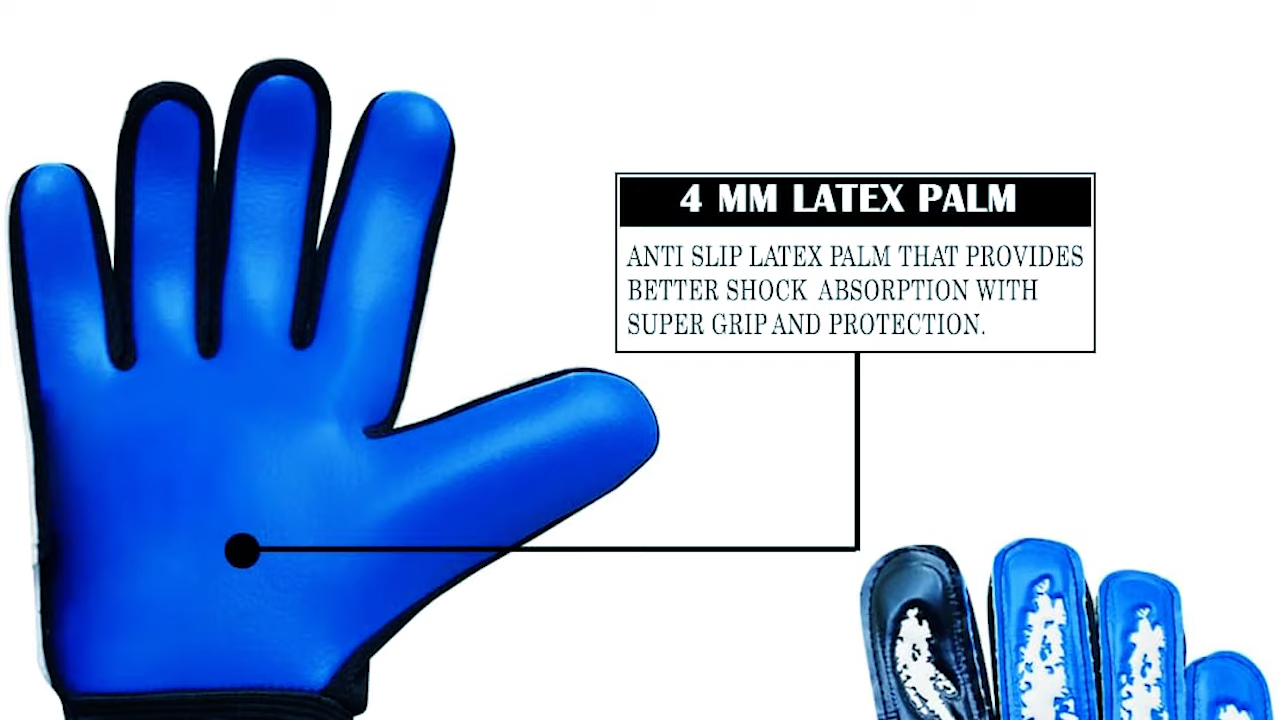 4 MM LATEX PALM
ANTI SLIP LATEX PALM THAT PROVIDES
BETTER SHOCK ABSORPTION WITH
SUPER GRIP AND PROTECTION.